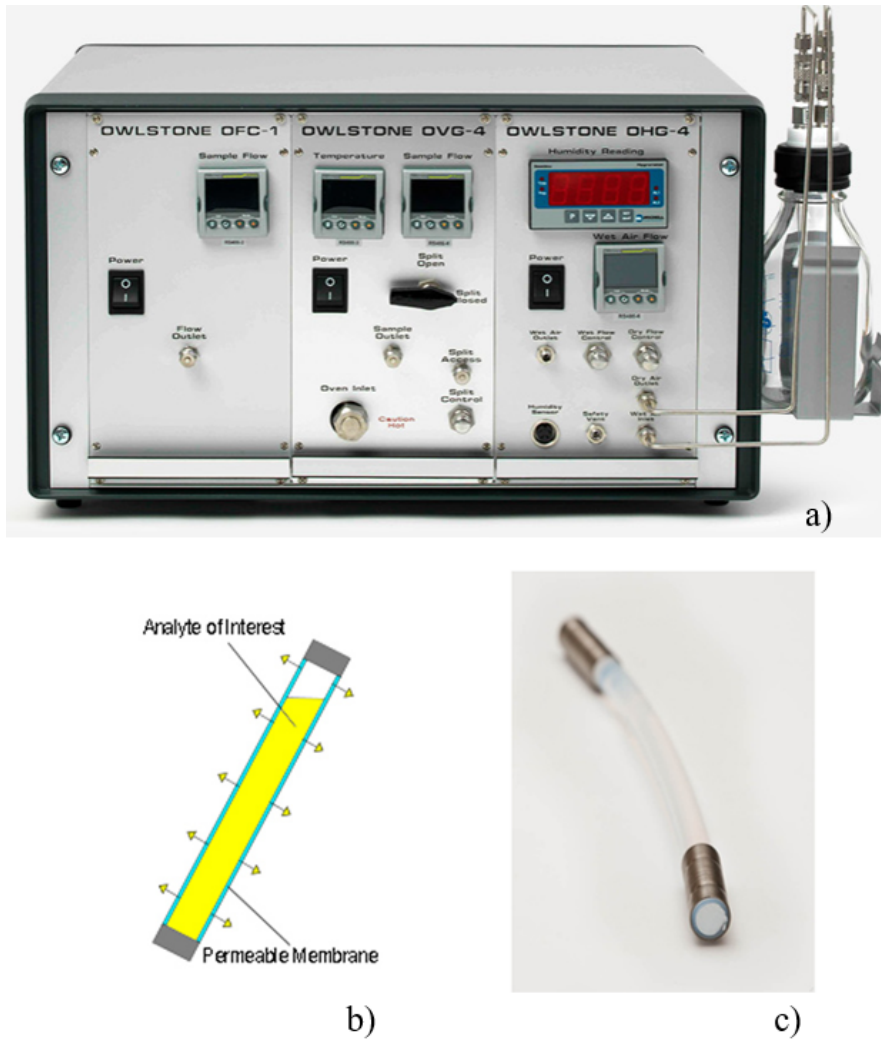 OWLSTONE OFC-1
OWLSTONE OVG-4
OWLSTONE OHG-4
Sample Flow
Temperature
Sample Flow
Humidity Reading
Wet Air Flow
Power
Power
Split
Open
Split
Closed
Power
Flow
Outlet
Sample
Outlet
Split
Access
Wet Air
Outlet
Wet Flow
Control
Dry Flow
Control
Dry Air
Outlet
Oven Inlet
Caution
Hot
Split
Control
Humidity
Sensor
Safety
Vent
Wet
Inlet
a)
Analyte of Interest
Permeable Membrane
b)
c)